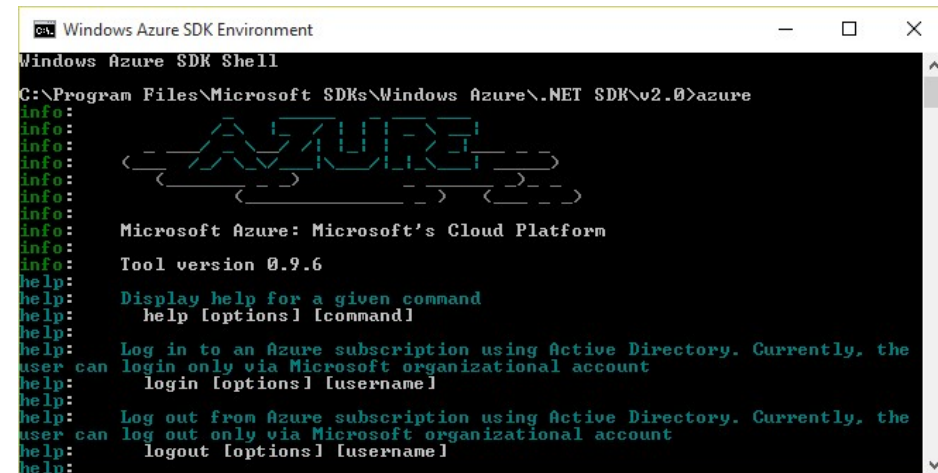 Windows Azure SDK Environment
Windows Azure SDK Shell
C:\Program Files\Microsoft SDKs\Windows Azure\.NET SDK\v2.0>azure
info:
info:
info:
info:
info:
info:
info:
info: Microsoft Azure: Microsoft's Cloud Platform
info:
info: Tool version 0.9.6
help:
help: Display help for a given command
help: help [options] [command]
help:
help: Log in to an Azure subscription using Active Directory. Currently, the
user can login only via Microsoft organizational account
help: login [options] [username]
help:
help: Log out from Azure subscription using Active Directory. Currently, the
user can log out only via Microsoft organizational account
help: logout [options] [username]
help: